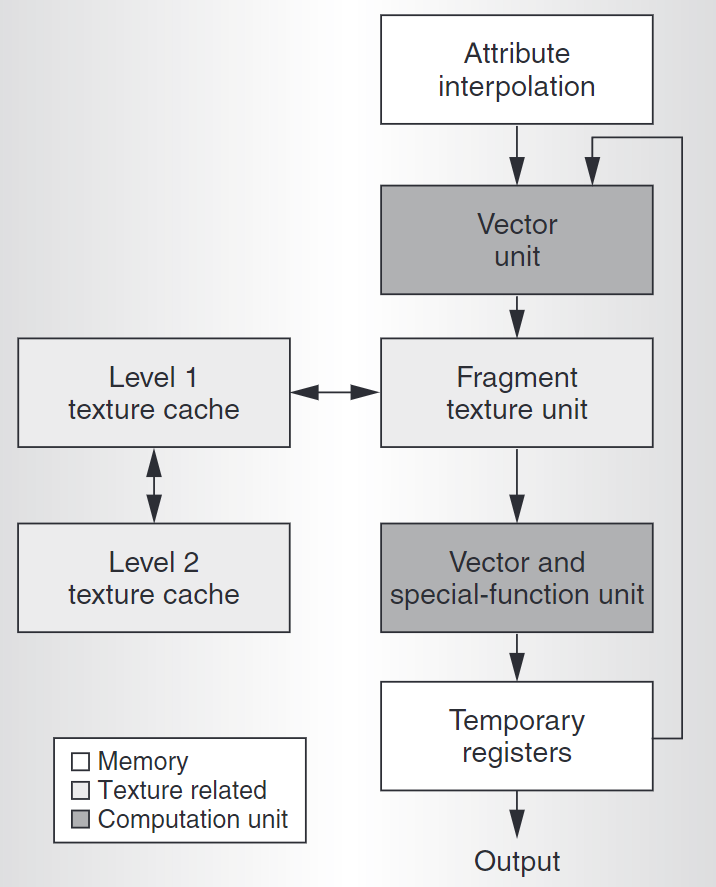 Attribute
interpolation
Vector
unit
Level 1
texture cache
Fragment
texture unit
Level 2
texture cache
Vector and
special-function unit
Temporary
registers
Memory
Texture related
Computation unit
Output